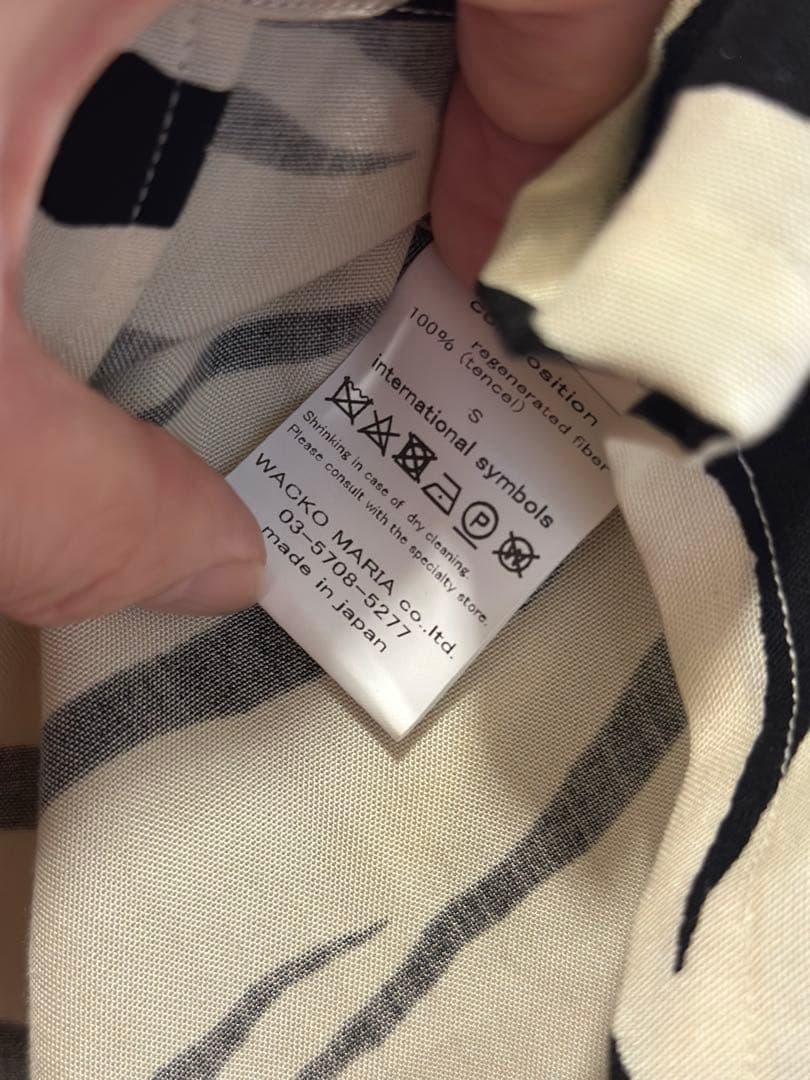 100% regenerated fiber
(tencel)
S
international symbols
P
W
Shrinking in case of dry cleaning.
Please consult with the specialty store.
WACKO MARIA co.,ltd.
03-5708-5277
made in japan